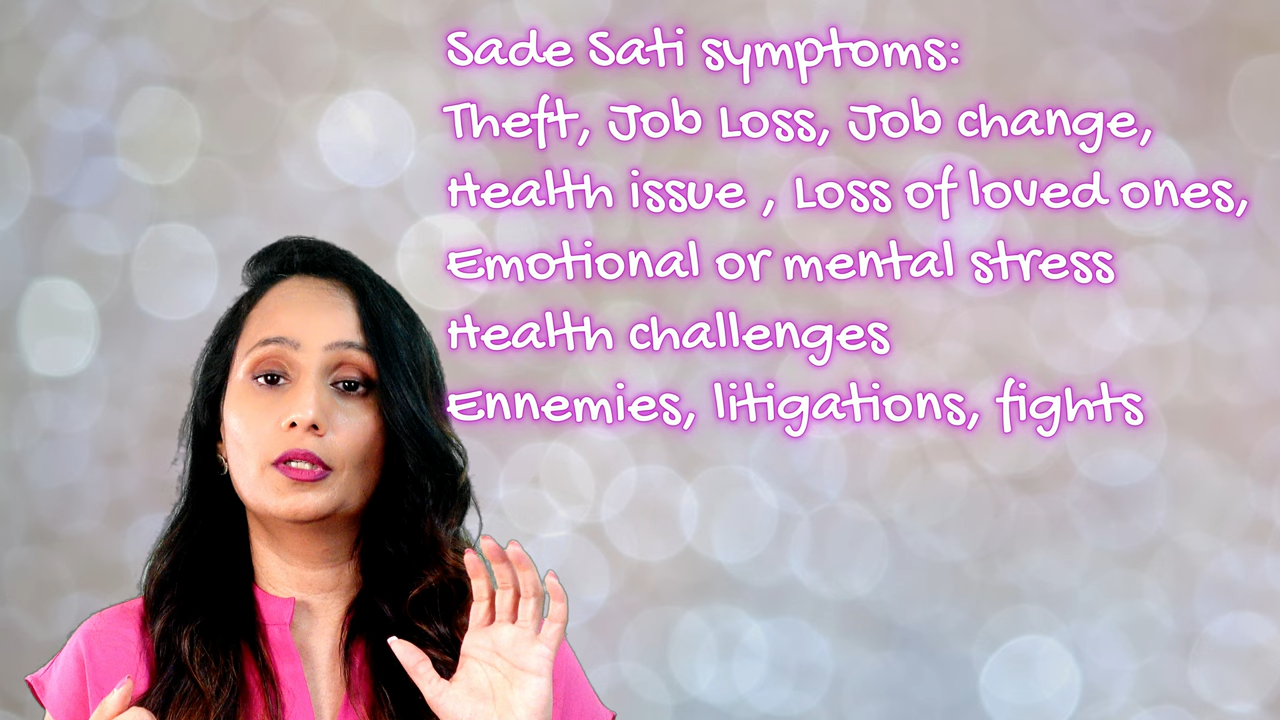 Sade Sati symptoms:
Theft, Job Loss, Job change,
Health issue , Loss of loved ones,
Emotional or mental stress
Health challenges
Ennemies, litigations, fights